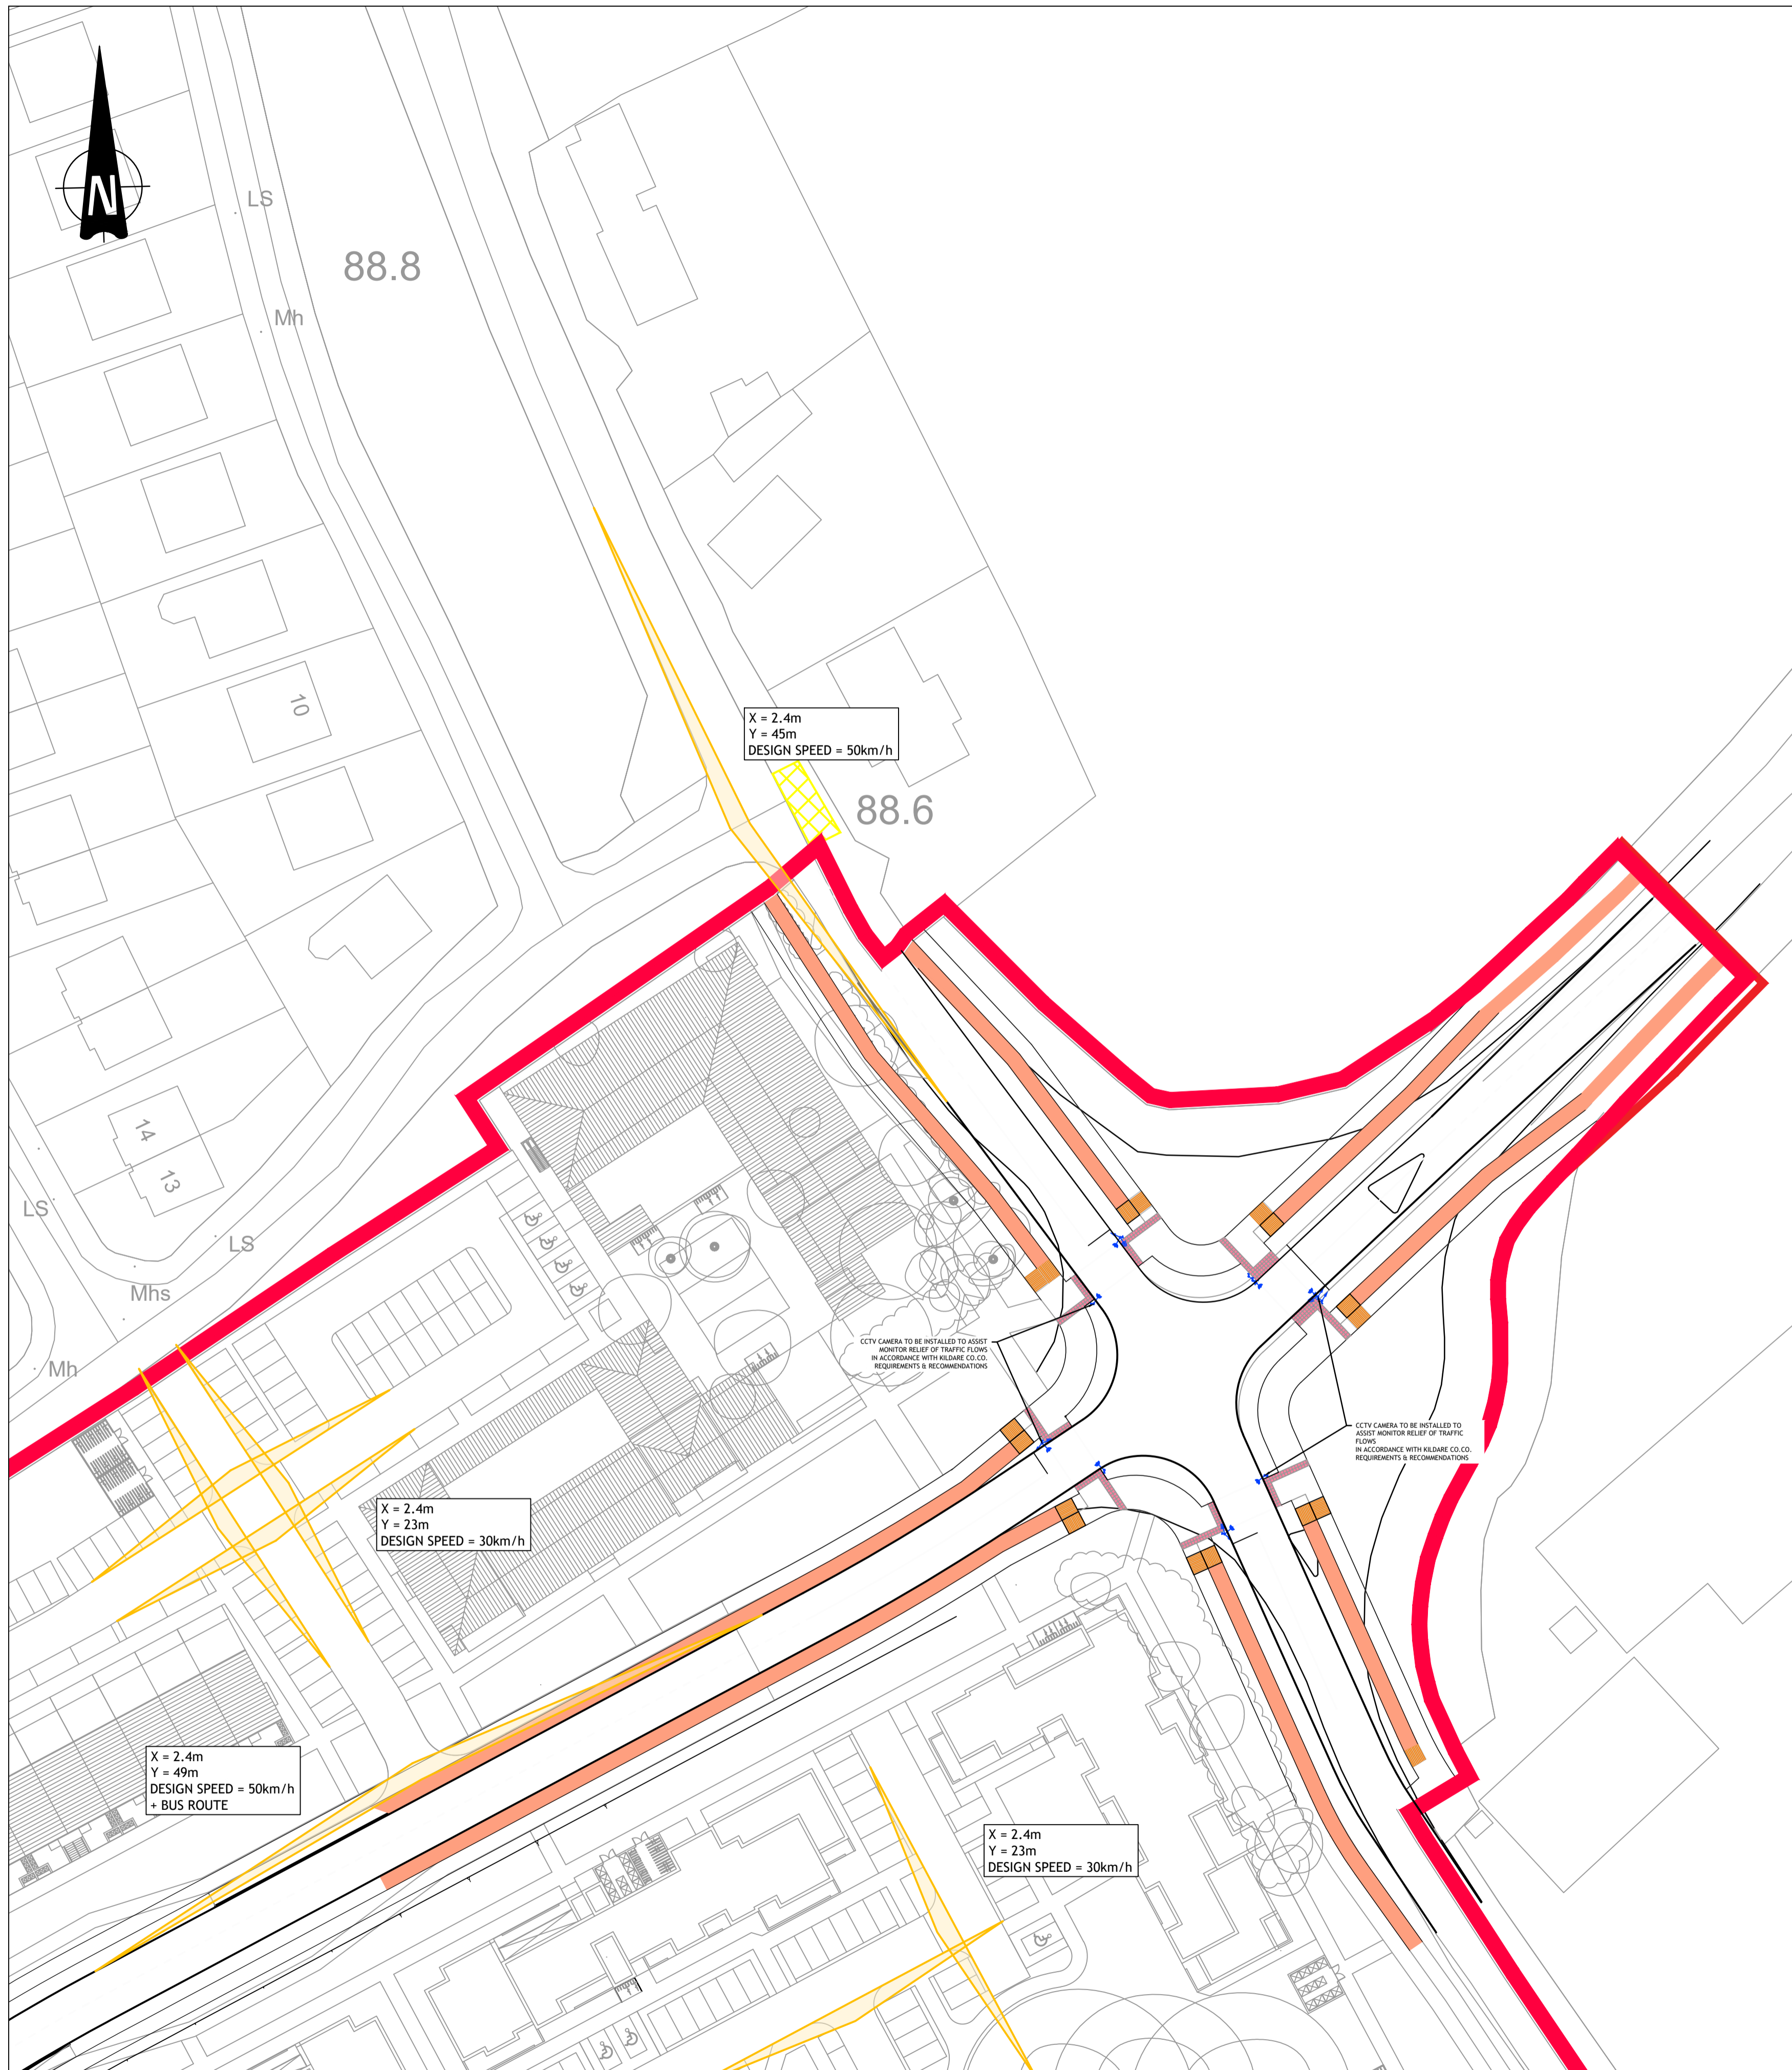 N
LS
88.8
Mh
10
X = 2.4m
Y = 45m
DESIGN SPEED = 50km/h
88.6
14
13
LS
LS
Mhs
Mh
CCTV CAMERA TO BE INSTALLED TO ASSIST
MONITOR RELIEF OF TRAFFIC FLOWS
IN ACCORDANCE WITH KILDARE CO.CO.
REQUIREMENTS & RECOMMENDATIONS
CCTV CAMERA TO BE INSTALLED TO
ASSIST MONITOR RELIEF OF TRAFFIC
FLOWS
IN ACCORDANCE WITH KILDARE CO.CO.
REQUIREMENTS & RECOMMENDATIONS
X = 2.4m
Y = 23m
DESIGN SPEED = 30km/h
X = 2.4m
Y = 49m
DESIGN SPEED = 50km/h
+ BUS ROUTE
X = 2.4m
Y = 23m
DESIGN SPEED = 30km/h